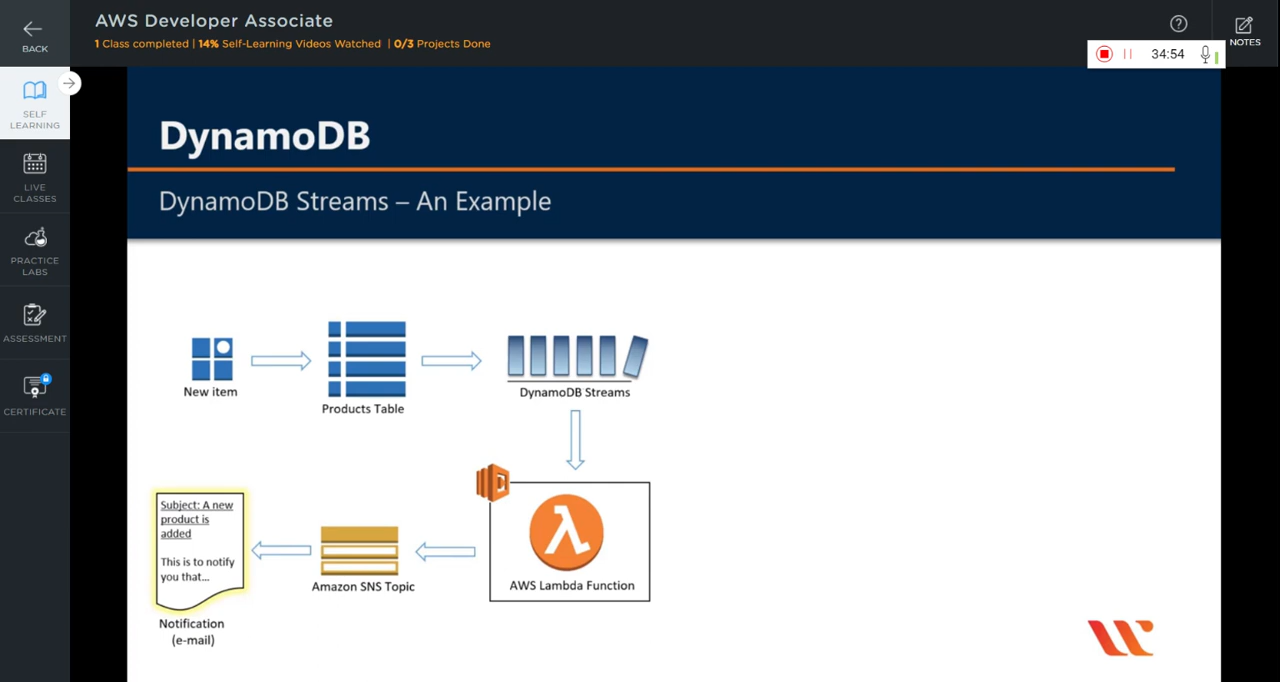 AWS Developer Associate
1 Class completed | 14% Self-Learning Videos Watched | 0/3 Projects Done
BACK
NOTES
34:54
SELF
LEARNING
LIVE
CLASSES
PRACTICE
LABS
ASSESSMENT
CERTIFICATE
DynamoDB
DynamoDB Streams – An Example
New item
Products Table
DynamoDB Streams
AWS Lambda Function
Amazon SNS Topic
Subject: A new
product is
added
This is to notify
you that...
Notification
(e-mail)